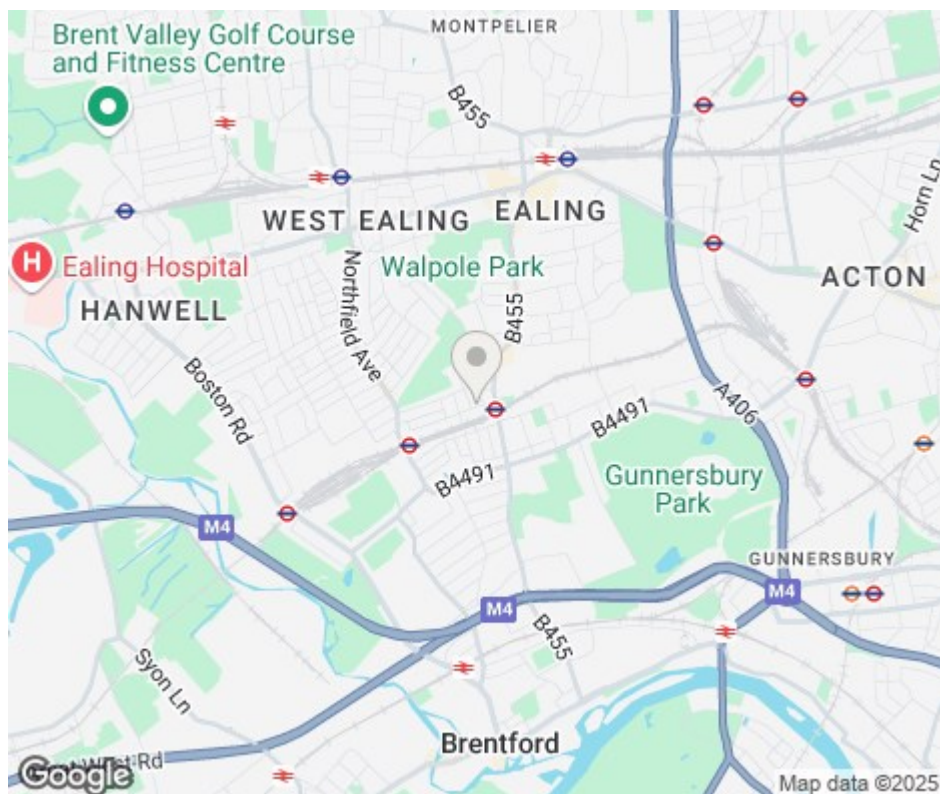 MONTPELIER
Brent Valley Golf Course
and Fitness Centre
B455
Horn Ln
WEST EALING
EALING
H
Ealing Hospital
Walpole Park
ACTON
HANWELL
Northfield Ave
B455
Boston Rd
A406
B4491
B4491
Gunnersbury
Park
M4
GUNNERSBURY
M4
M4
B455
Syon Ln
Brentford
West Rd
Google
Map data ©2025